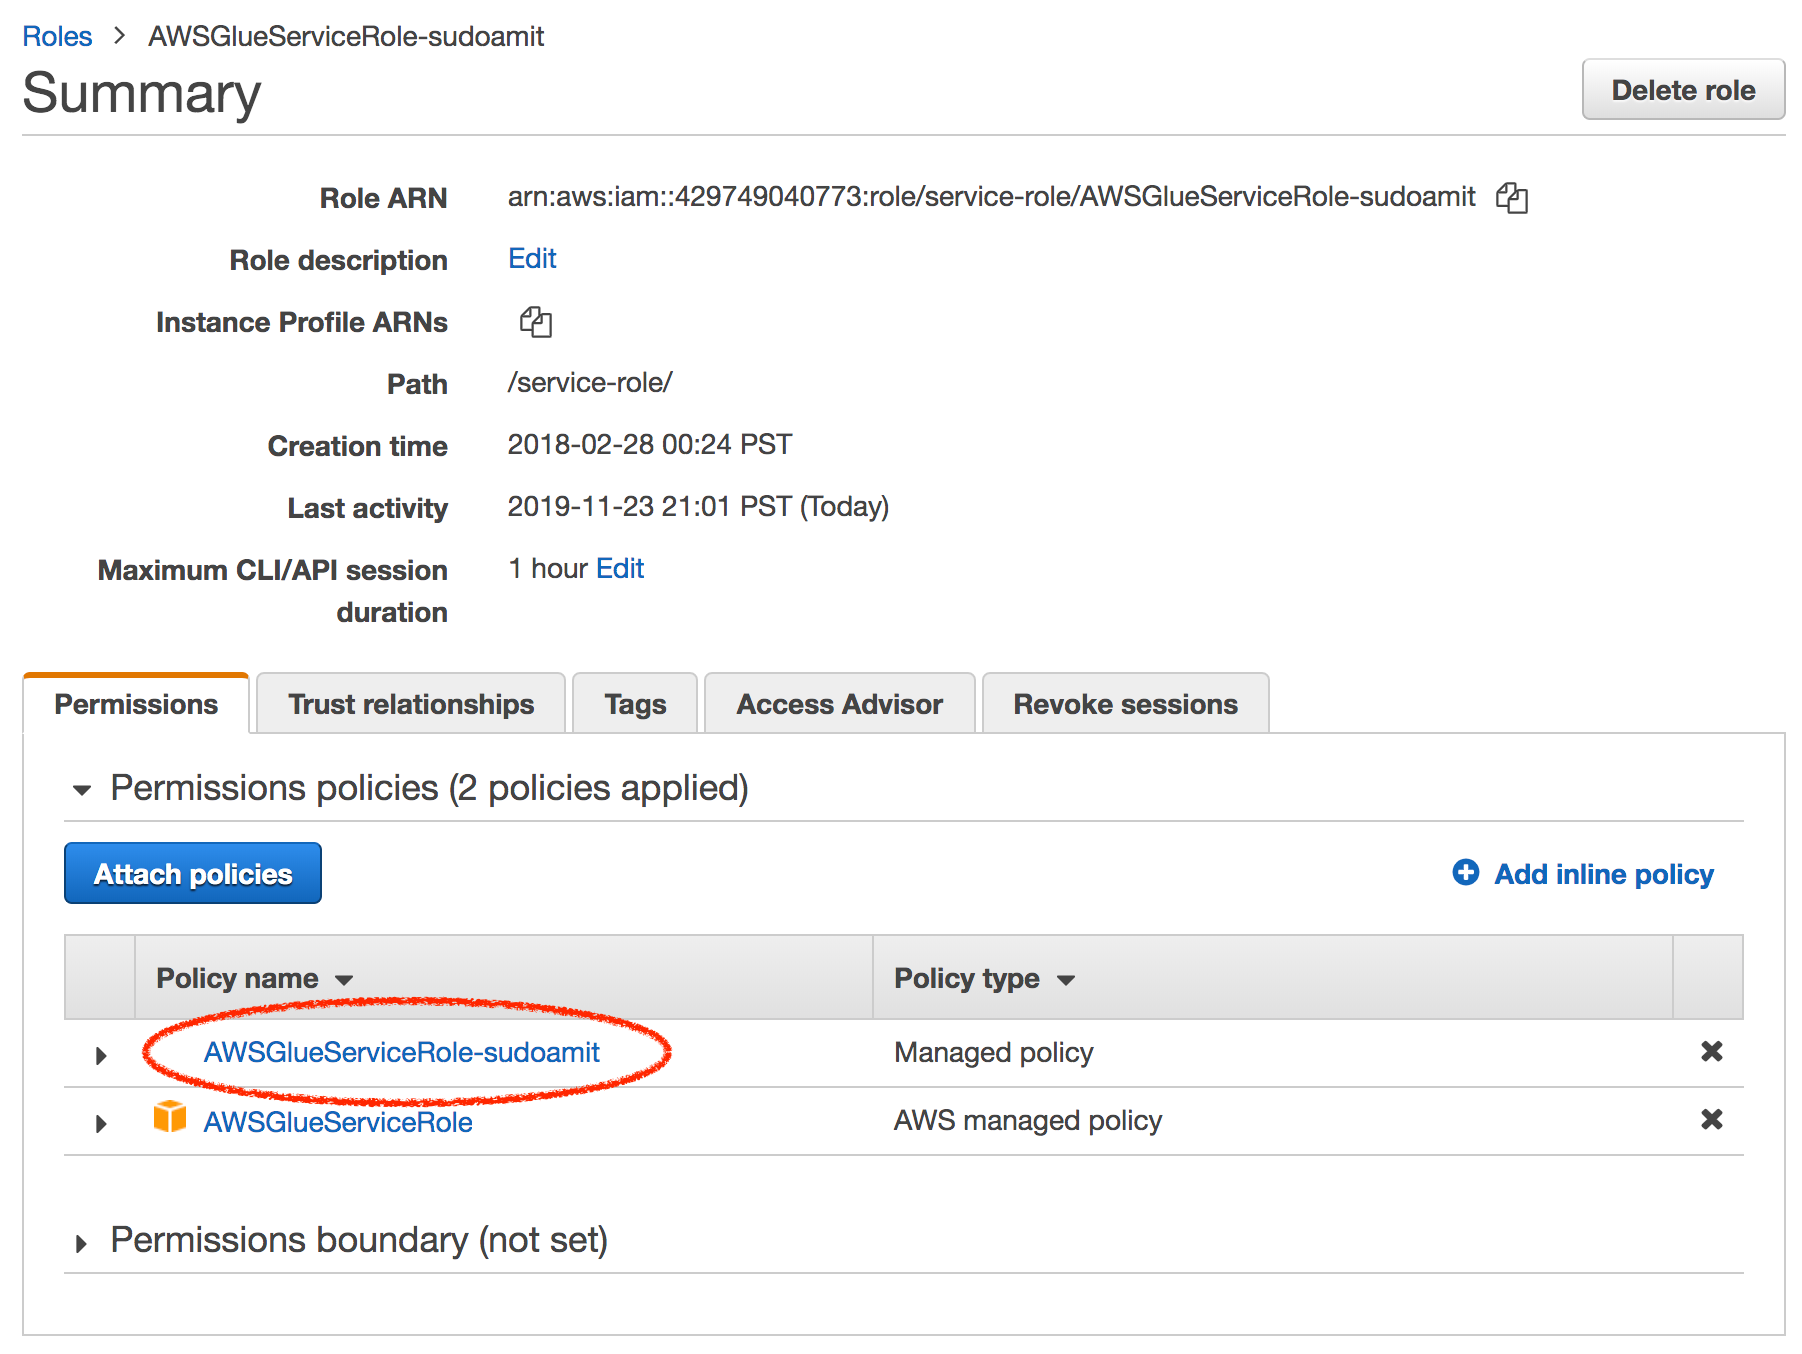 Roles > AWSGlueServiceRole-sudoamit
Summary
Delete role
Role ARN arn:aws:iam::429749040773:role/service-role/AWSGlueServiceRole-sudoamit
Role description Edit
Instance Profile ARNs
Path /service-role/
Creation time 2018-02-28 00:24 PST
Last activity 2019-11-23 21:01 PST (Today)
Maximum CLI/API session 1 hour Edit
duration
Permissions Trust relationships Tags Access Advisor Revoke sessions
Permissions policies (2 policies applied)
Attach policies Add inline policy
Policy name Policy type
AWSGlueServiceRole-sudoamit Managed policy
AWSGlueServiceRole AWS managed policy
Permissions boundary (not set)